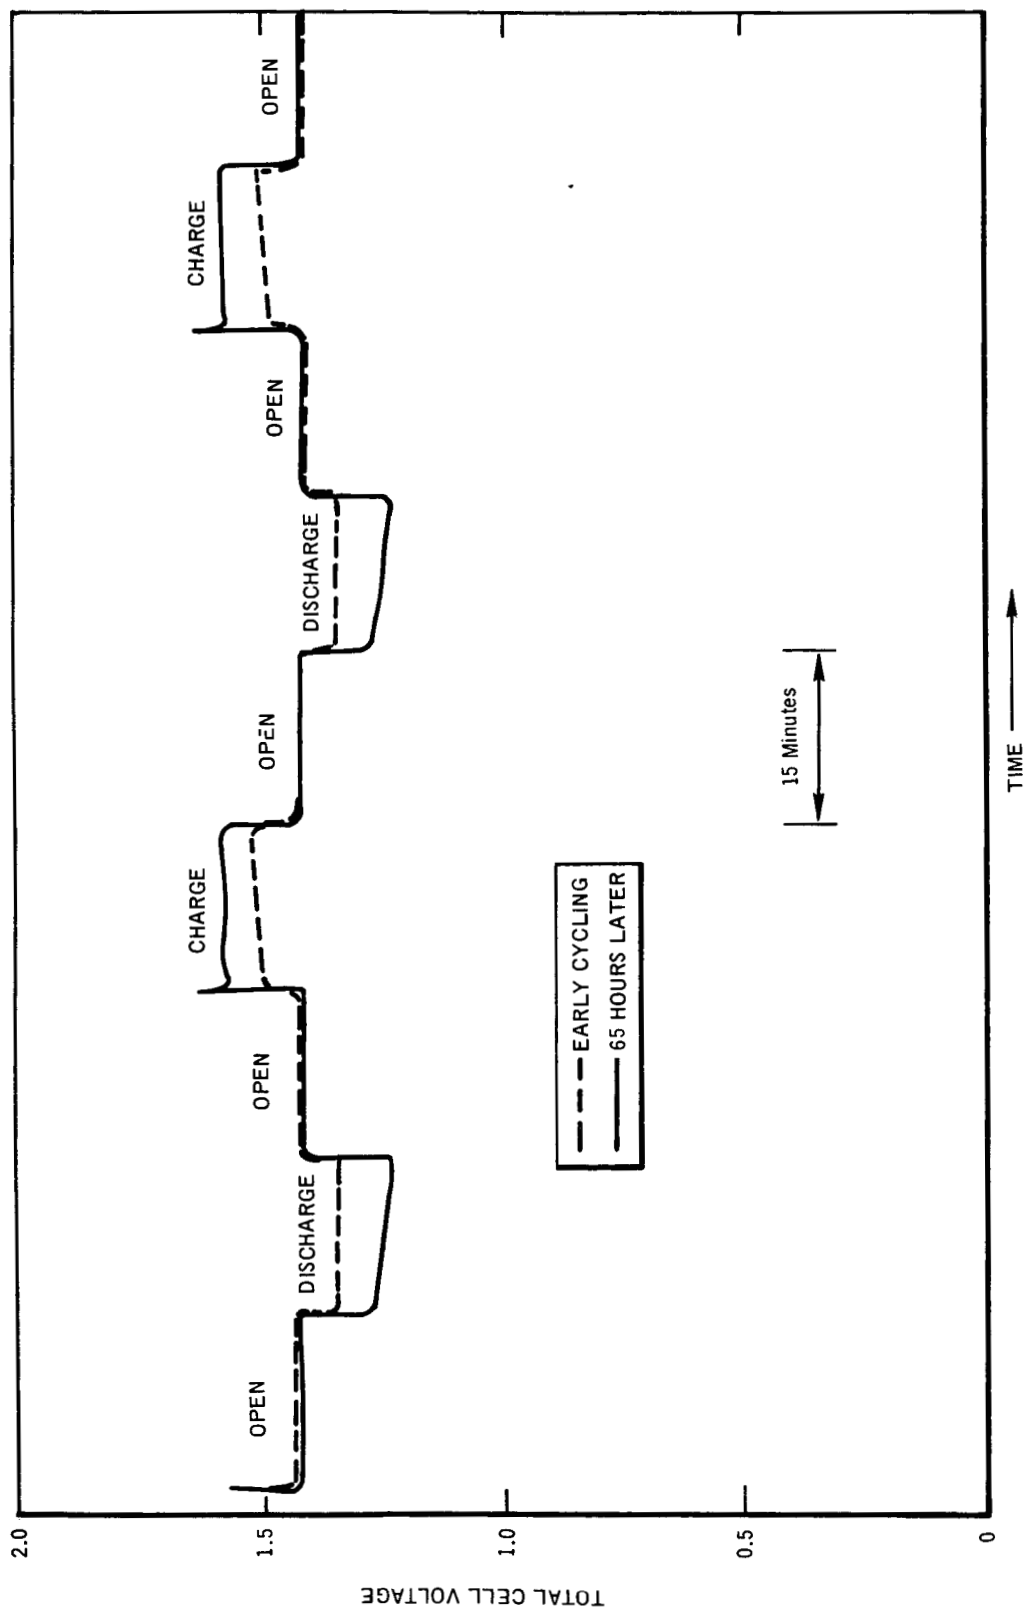 TOTAL CELL VOLTAGE
2.0
1.5
1.0
0.5
0
OPEN
DISCHARGE
OPEN
CHARGE
OPEN
DISCHARGE
OPEN
CHARGE
OPEN
EARLY CYCLING
65 HOURS LATER
15 Minutes
TIME